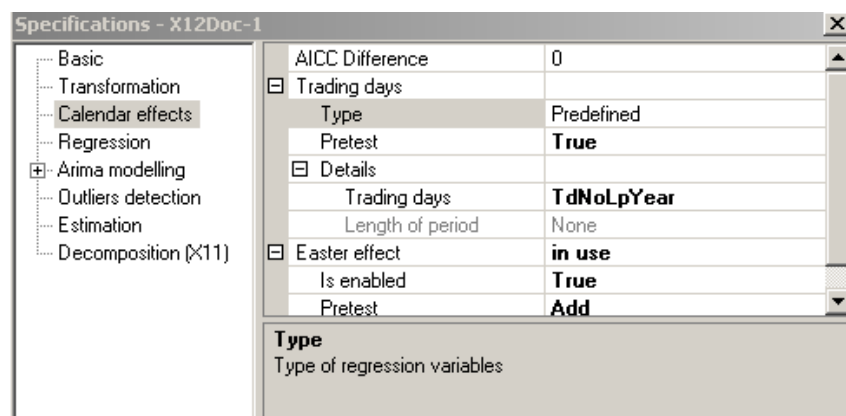 Specifications - X12Doc-1
Basic
Transformation
Calendar effects
Regression
Arima modelling
Outliers detection
Estimation
Decomposition (X11)
AICC Difference 0
Trading days
Type Predefined
Pretest True
Details
Trading days TdNoLpYear
Length of period None
Easter effect in use
Is enabled True
Pretest Add
Type
Type of regression variables